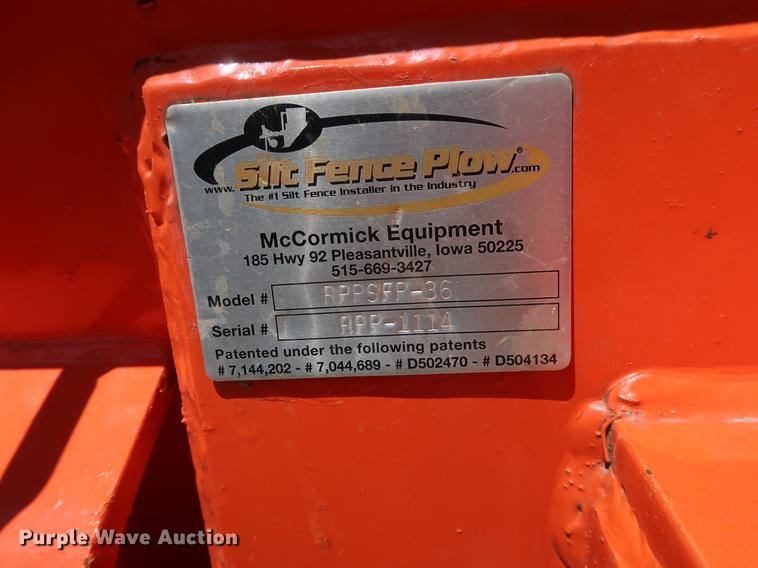 www.Silt Fence Plow®.com
The #1 Silt Fence Installer in the Industry
McCormick Equipment
185 Hwy 92 Pleasantville, Iowa 50225
515-669-3427
Model # RPPSFP-36
Serial # RPP-1114
Patented under the following patents
# 7,144,202 - # 7,044,689 - # D502470 - # D504134
Purple Wave Auction